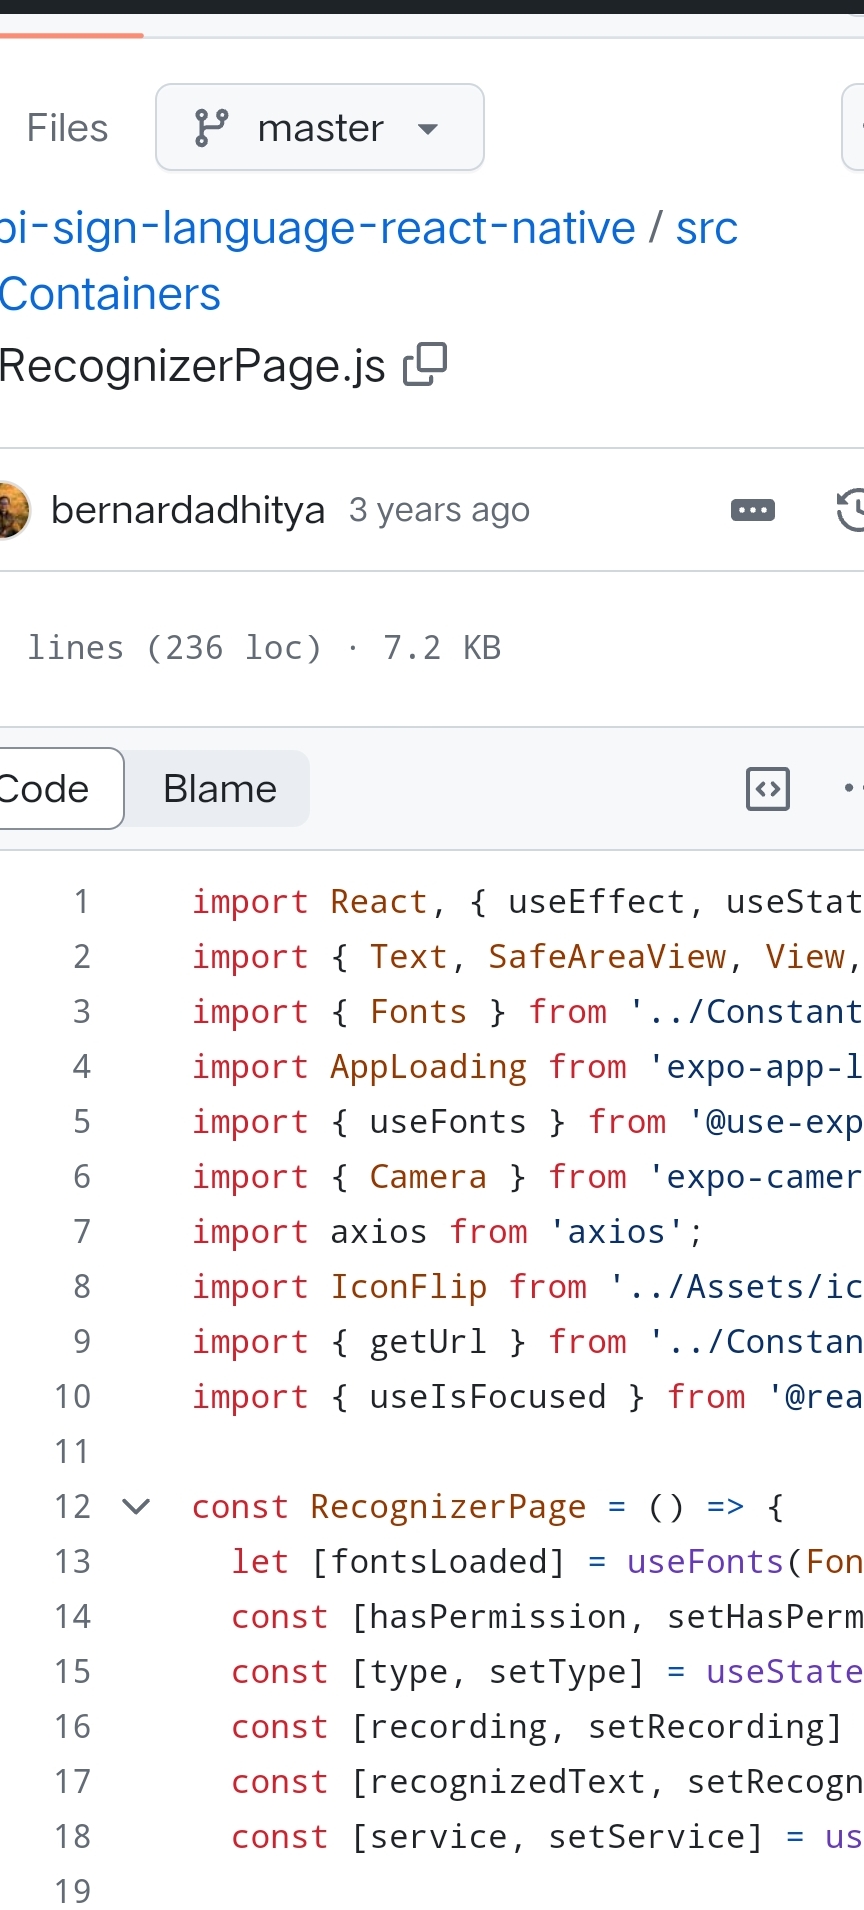 Files master
bi-sign-language-react-native / src
Containers
RecognizerPage.js
bernardadhitya 3 years ago
lines (236 loc) · 7.2 KB
Code Blame
1 import React, { useEffect, useStat
2 import { Text, SafeAreaView, View,
3 import { Fonts } from '../Constant
4 import AppLoading from 'expo-app-l
5 import { useFonts } from '@use-exp
6 import { Camera } from 'expo-camer
7 import axios from 'axios';
8 import IconFlip from '../Assets/ic
9 import { getUrl } from '../Constan
10 import { useIsFocused } from '@rea
11
12 const RecognizerPage = () => {
13 let [fontsLoaded] = useFonts(Fon
14 const [hasPermission, setHasPerm
15 const [type, setType] = useState
16 const [recording, setRecording]
17 const [recognizedText, setRecogn
18 const [service, setService] = us
19